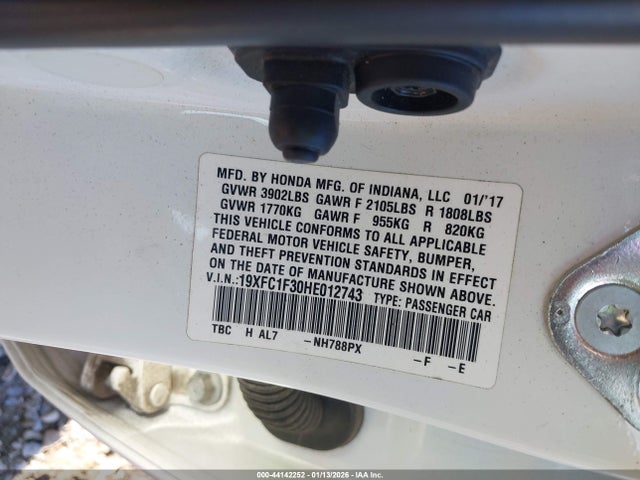 MFD. BY HONDA MFG. OF INDIANA, LLC 01/'17
GVWR 3902LBS GAWR F 2105LBS R 1808LBS
GVWR 1770KG GAWR F 955KG R 820KG
THIS VEHICLE CONFORMS TO ALL APPLICABLE
FEDERAL MOTOR VEHICLE SAFETY, BUMPER,
AND THEFT PREVENTION STANDARDS IN EFFECT
ON THE DATE OF MANUFACTURE SHOWN ABOVE.
V.I.N.:19XFC1F30HE012743 TYPE: PASSENGER CAR
TBC H AL7 -NH788PX -F -E
000-44142252 - 01/13/2026 - IAA Inc.